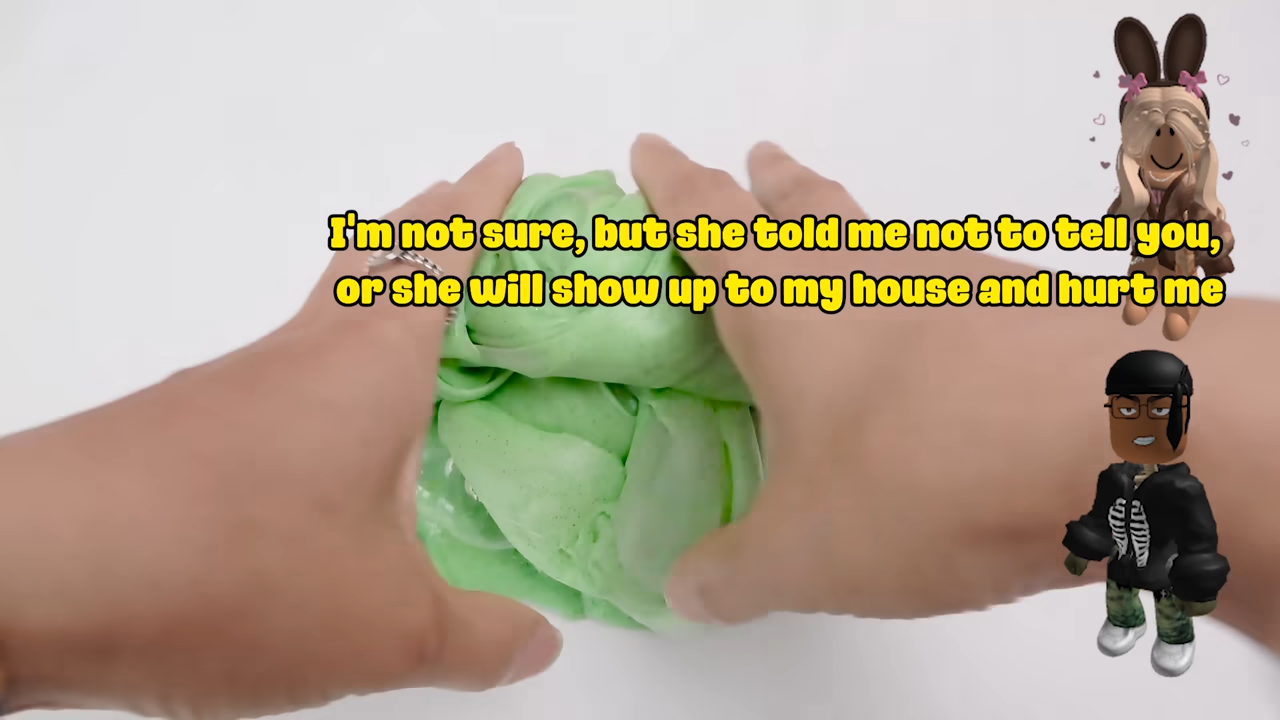 I'm not sure, but she told me not to tell you,
or she will show up to my house and hurt me